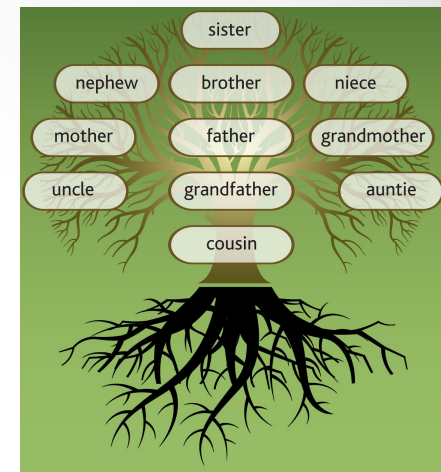 sister
nephew brother niece
mother father grandmother
uncle grandfather auntie
cousin